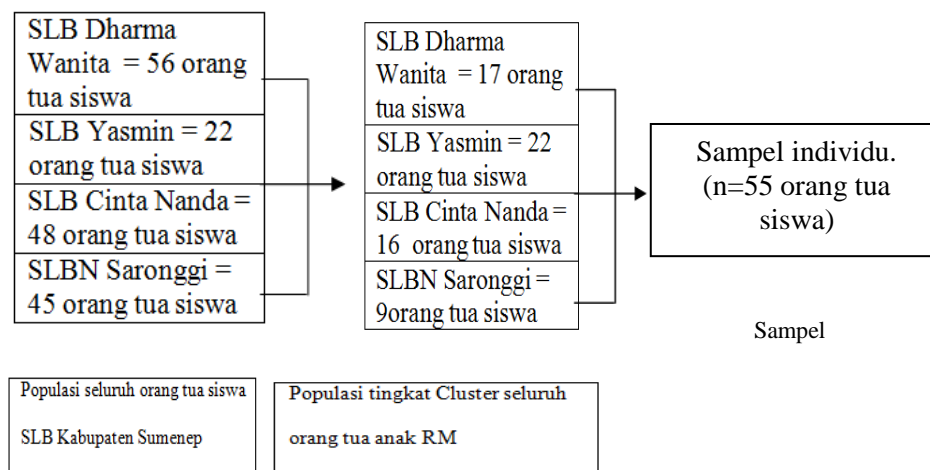 SLB Dharma
Wanita = 56 orang
tua siswa
SLB Yasmin = 22
orang tua siswa
SLB Cinta Nanda =
48 orang tua siswa
SLBN Saronggi =
45 orang tua siswa
SLB Dharma
Wanita = 17 orang
tua siswa
SLB Yasmin = 22
orang tua siswa
SLB Cinta Nanda =
16 orang tua siswa
SLBN Saronggi =
9orang tua siswa
Sampel individu.
(n=55 orang tua
siswa)
Sampel
Populasi seluruh orang tua siswa
SLB Kabupaten Sumenep
Populasi tingkat Cluster seluruh
orang tua anak RM